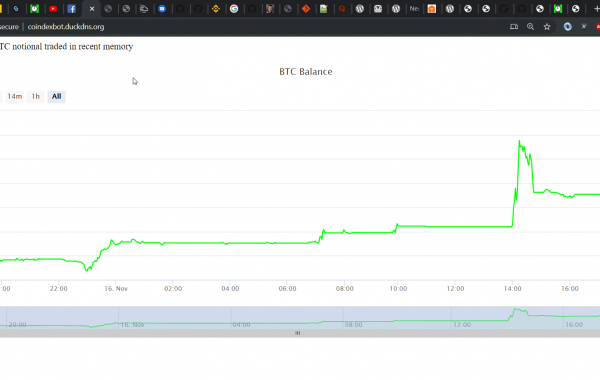 secure | coindexbot.duckdns.org
TC notional traded in recent memory
BTC Balance
14m 1h All
:00 22:00 16. Nov 02:00 04:00 06:00 08:00 10:00 12:00 14:00 16:00
20:00 16. Nov 04:00 08:00 12:00 16:00